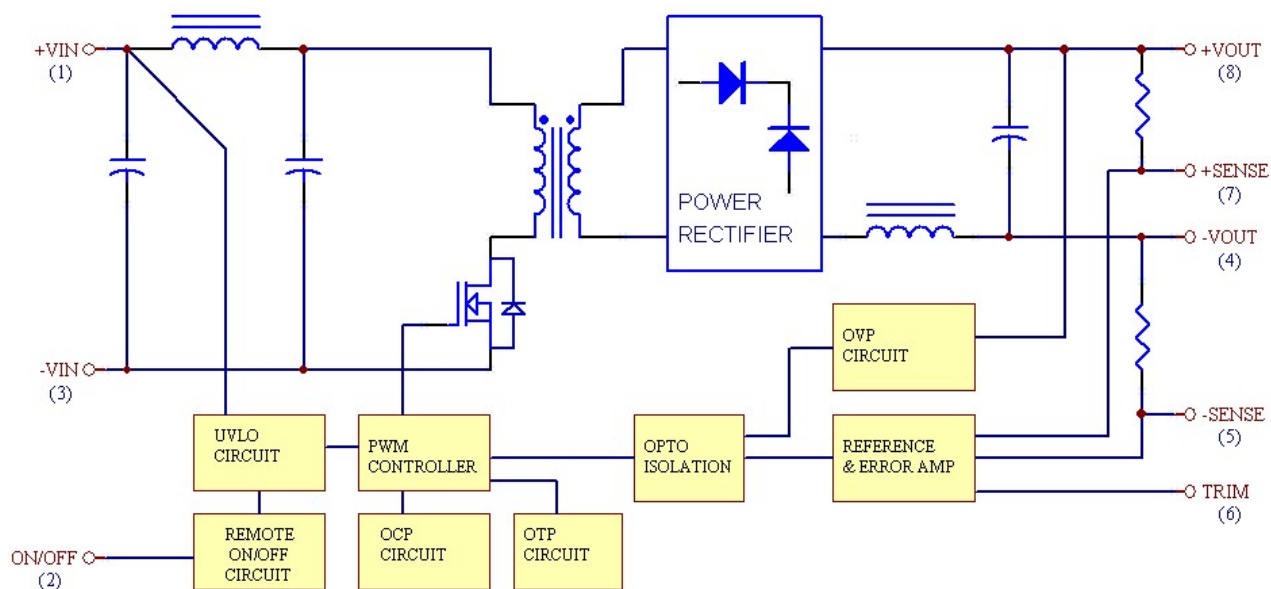 +VIN
(1)
+VOUT
(8)
+SENSE
(7)
POWER
RECTIFIER
-VOUT
(4)
OVP
CIRCUIT
-VIN
(3)
-SENSE
(5)
UVLO
CIRCUIT
PWM
CONTROLLER
OPTO
ISOLATION
REFERENCE
& ERROR AMP
TRIM
(6)
REMOTE
ON/OFF
CIRCUIT
OCP
CIRCUIT
OTP
CIRCUIT
ON/OFF
(2)